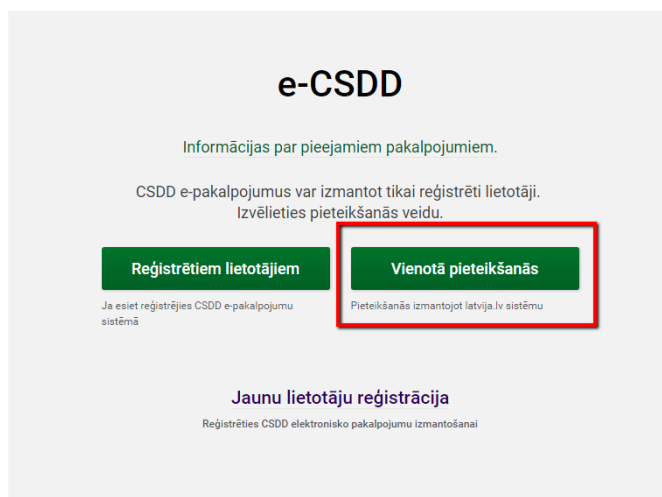 e-CSDD
Informācijas par pieejamiem pakalpojumiem.
CSDD e-pakalpojumus var izmantot tikai reģistrēti lietotāji.
Izvēlieties pieteikšanās veidu.
Reģistrētiem lietotājiem
Vienotā pieteikšanās
Ja esiet reģistrējies CSDD e-pakalpojumu
sistēmā
Pieteikšanās izmantojot latvija.lv sistēmu
Jaunu lietotāju reģistrācija
Reģistrēties CSDD elektronisko pakalpojumu izmantošanai